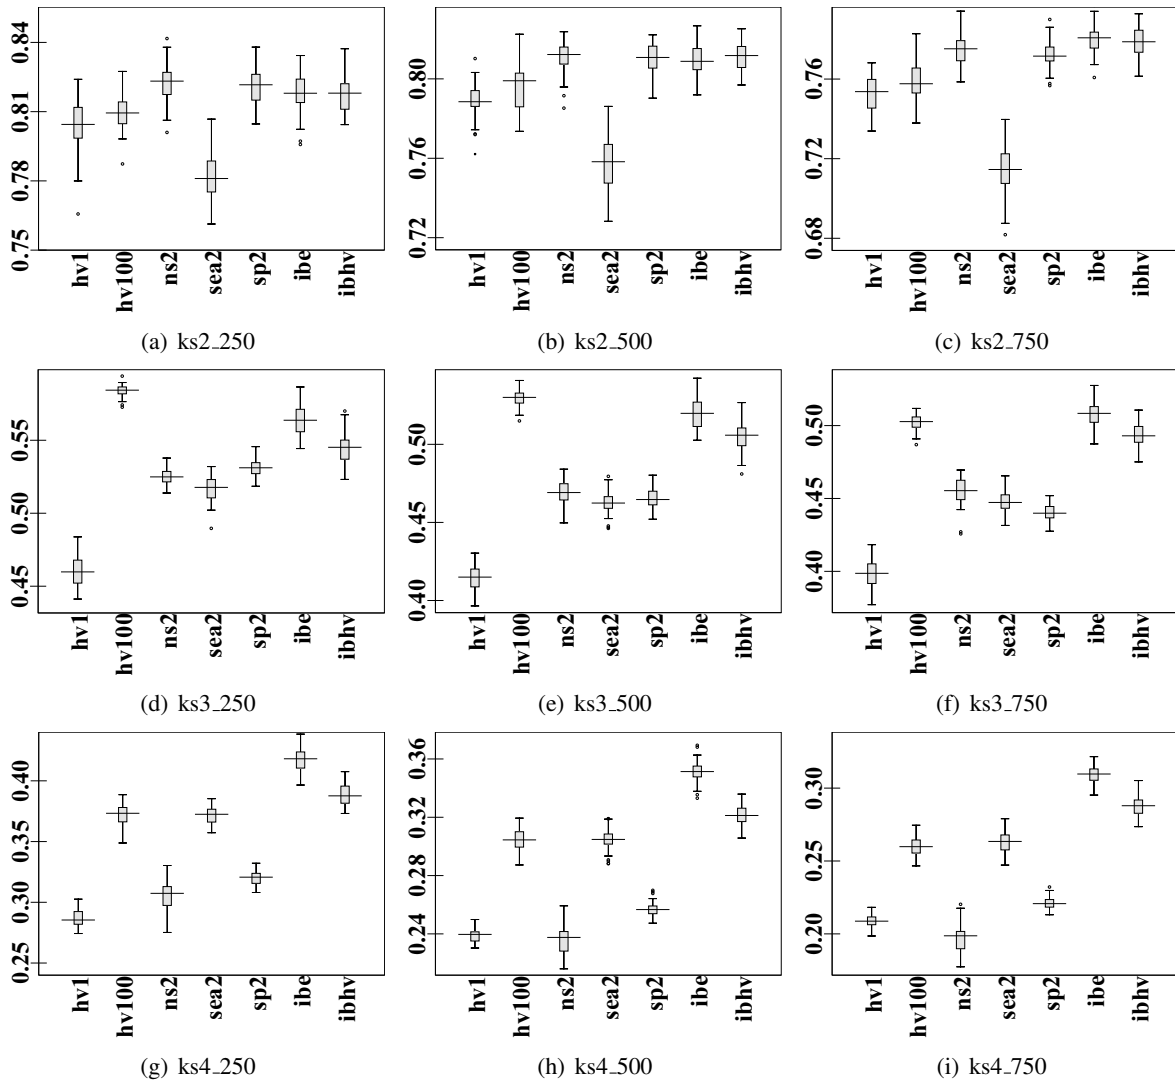 0.84
0.81
0.78
0.75
hv1
hv100
ns2
sea2
sp2
ibe
ibhv
(a) ks2_250
0.80
0.76
0.72
hv1
hv100
ns2
sea2
sp2
ibe
ibhv
(b) ks2_500
0.76
0.72
0.68
hv1
hv100
ns2
sea2
sp2
ibe
ibhv
(c) ks2_750
0.55
0.50
0.45
hv1
hv100
ns2
sea2
sp2
ibe
ibhv
(d) ks3_250
0.50
0.45
0.40
hv1
hv100
ns2
sea2
sp2
ibe
ibhv
(e) ks3_500
0.50
0.45
0.40
hv1
hv100
ns2
sea2
sp2
ibe
ibhv
(f) ks3_750
0.40
0.35
0.30
0.25
hv1
hv100
ns2
sea2
sp2
ibe
ibhv
(g) ks4_250
0.36
0.32
0.28
0.24
hv1
hv100
ns2
sea2
sp2
ibe
ibhv
(h) ks4_500
0.30
0.25
0.20
hv1
hv100
ns2
sea2
sp2
ibe
ibhv
(i) ks4_750